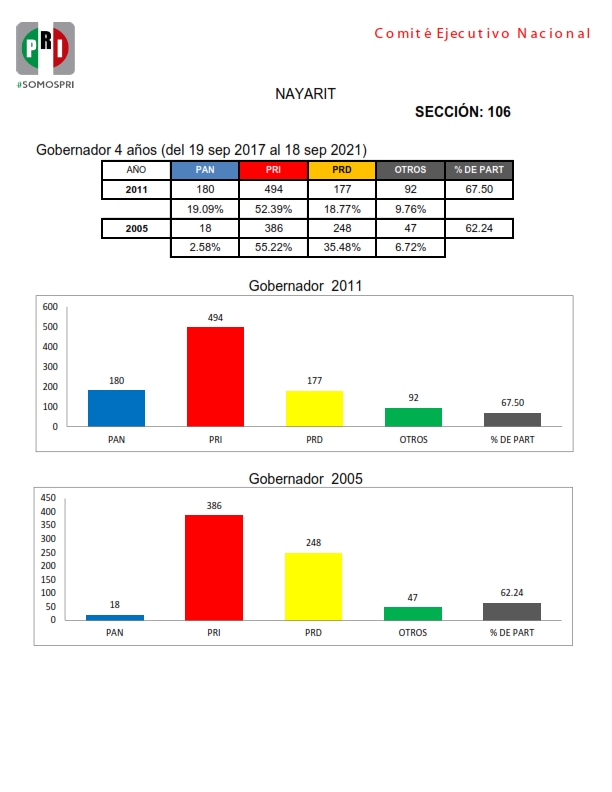 Comité Ejecutivo Nacional
PRI
#SOMOSPRI
NAYARIT
SECCIÓN: 106
Gobernador 4 años (del 19 sep 2017 al 18 sep 2021)
AÑO PAN PRI PRD OTROS % DE PART
2011 180 494 177 92 67.50
19.09% 52.39% 18.77% 9.76%
2005 18 386 248 47 62.24
2.58% 55.22% 35.48% 6.72%
Gobernador 2011
600
500
400
300
200
100
0
180 494 177 92 67.50
PAN PRI PRD OTROS % DE PART
Gobernador 2005
450
400
350
300
250
200
150
100
50
0
18 386 248 47 62.24
PAN PRI PRD OTROS % DE PART